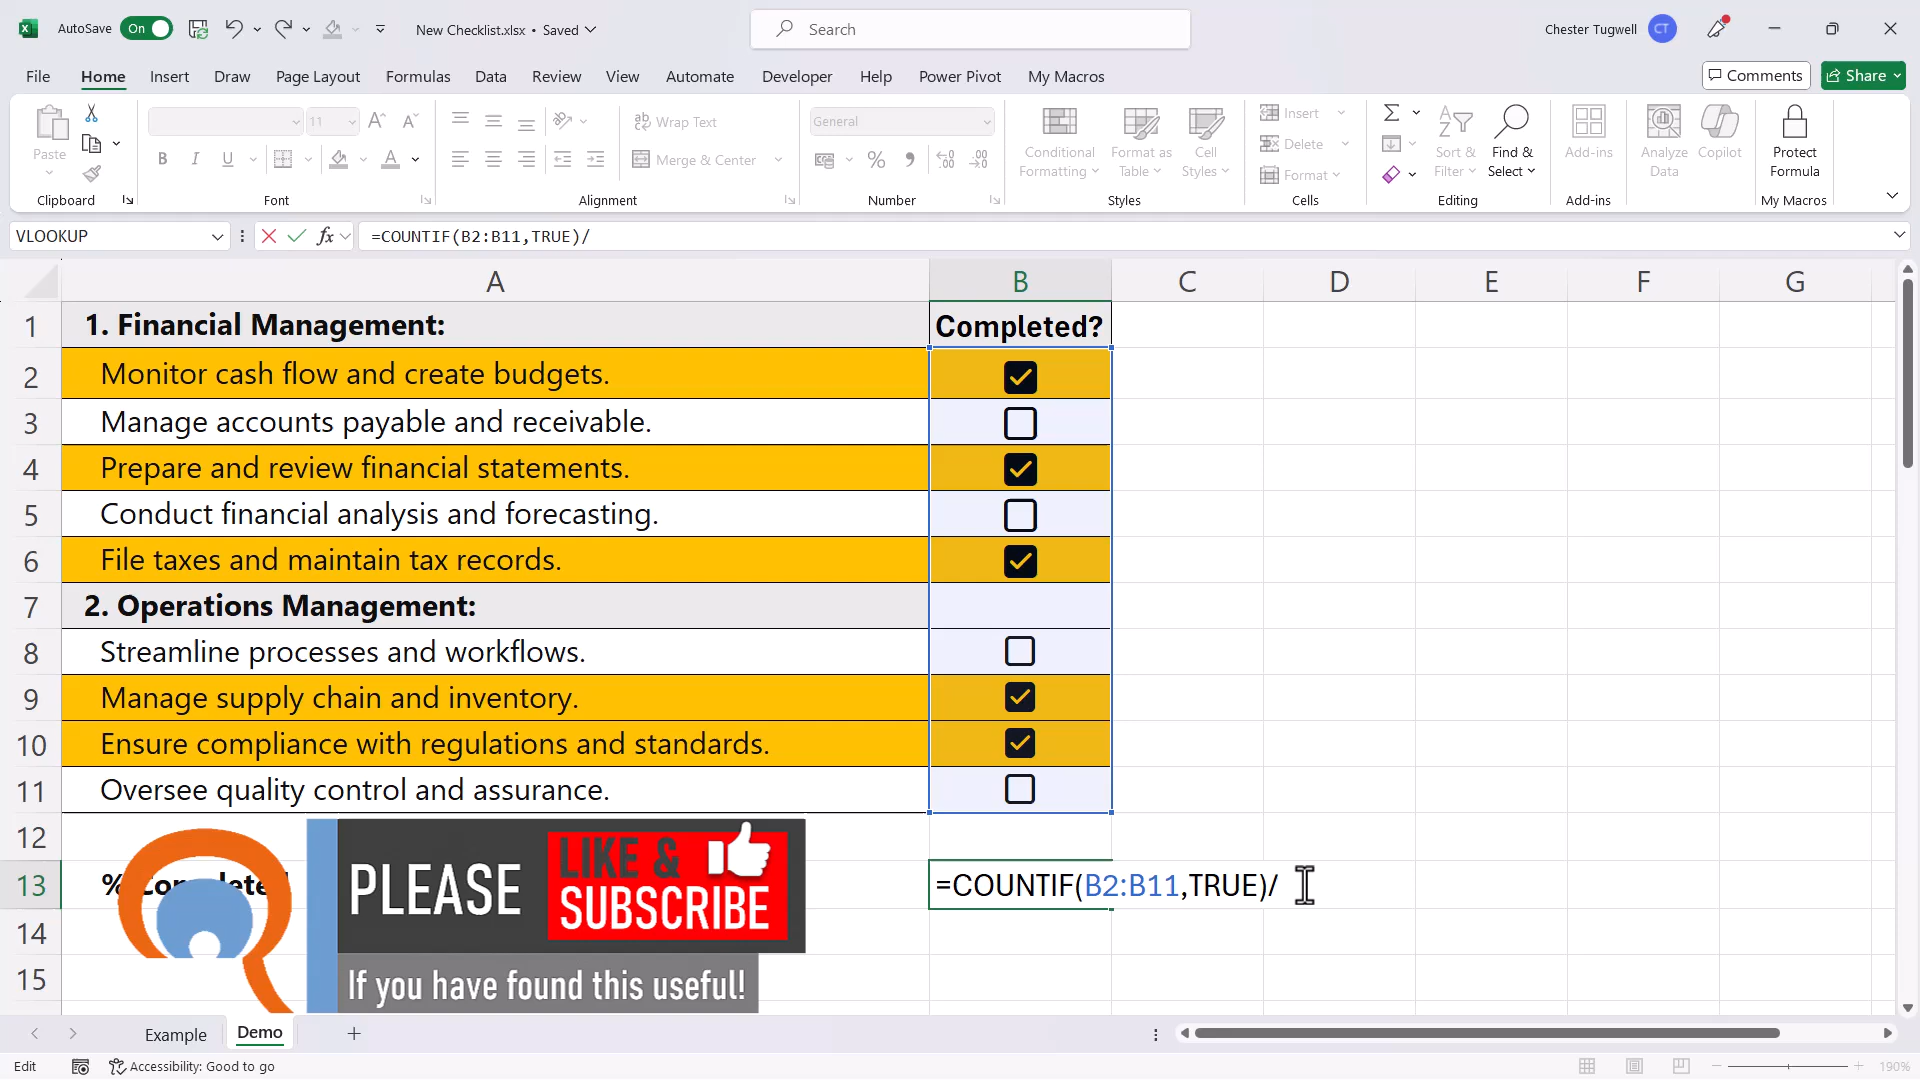 AutoSave On New Checklist.xlsx • Saved Search Chester Tugwell CT
File Home Insert Draw Page Layout Formulas Data Review View Automate Developer Help Power Pivot My Macros Comments Share
Paste 11 A A Wrap Text General Conditional Format as Cell Insert Sort & Find & Add-ins Analyze Copilot Protect
B I U A Merge & Center % Formatting Table Styles Delete Filter Select Data Formula
Format
Clipboard Font Alignment Number Styles Cells Editing Add-ins My Macros
VLOOKUP fx =COUNTIF(B2:B11,TRUE)/
A B C D E F G
1 1. Financial Management: Completed?
2 Monitor cash flow and create budgets.
3 Manage accounts payable and receivable.
4 Prepare and review financial statements.
5 Conduct financial analysis and forecasting.
6 File taxes and maintain tax records.
7 2. Operations Management:
8 Streamline processes and workflows.
9 Manage supply chain and inventory.
10 Ensure compliance with regulations and standards.
11 Oversee quality control and assurance.
12
13 =COUNTIF(B2:B11,TRUE)/
14
15
PLEASE LIKE & SUBSCRIBE
If you have found this useful!
Example Demo
Edit Accessibility: Good to go 190%